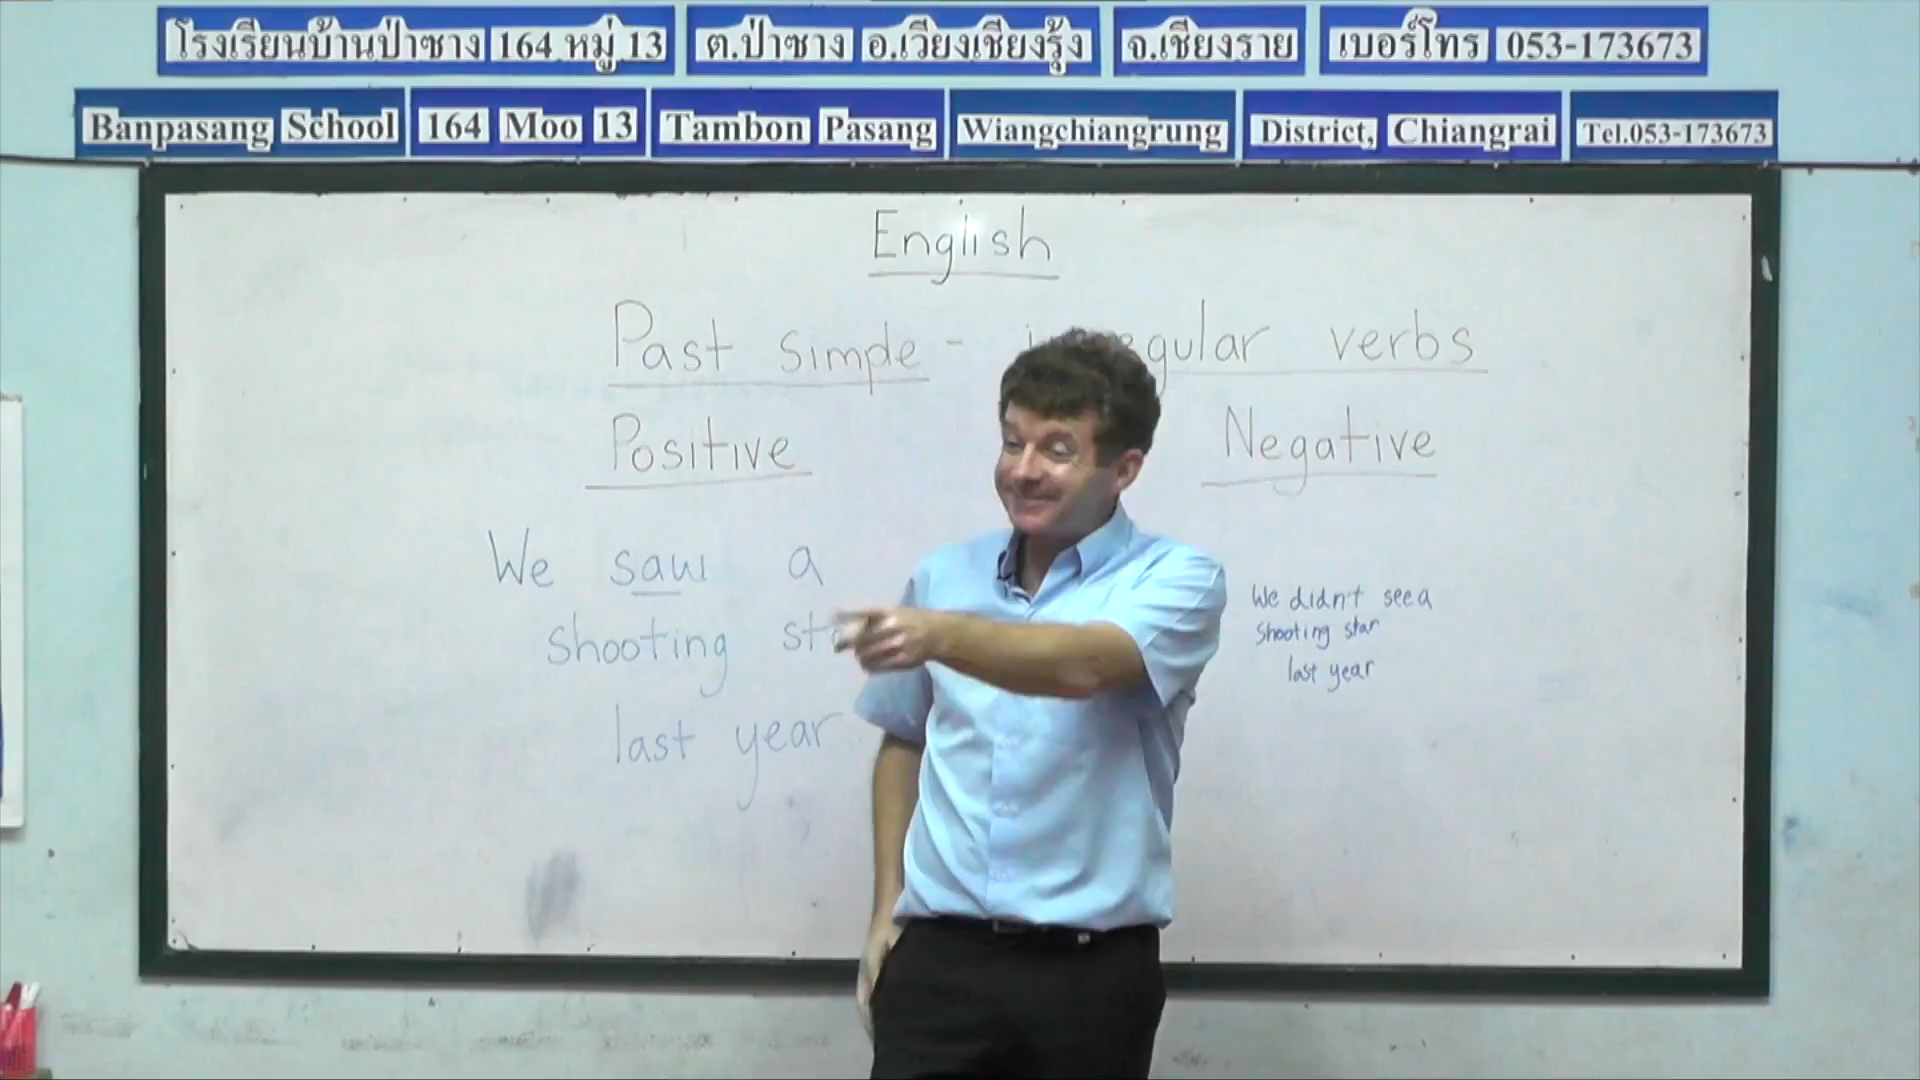 โรงเรียนบ้านป่าซาง 164 หมู่ 13 ต.ป่าซาง อ.เวียงเชียงรุ้ง จ.เชียงราย เบอร์โทร 053-173673
Banpasang School 164 Moo 13 Tambon Pasang Wiangchiangrung District, Chiangrai Tel.053-173673
English
Past simple - irregular verbs
Positive
We saw a
shooting star
last year
Negative
We didn't see a
Shooting star
last year